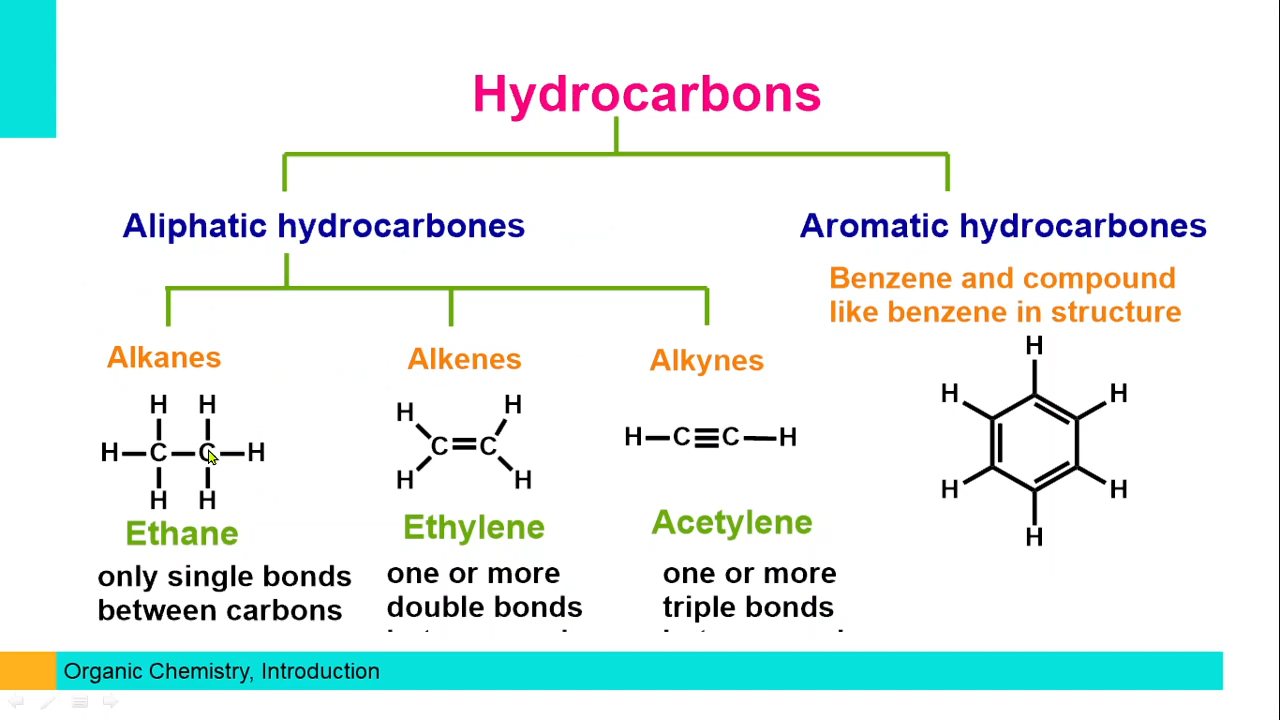 Hydrocarbons
Aliphatic hydrocarbones
Aromatic hydrocarbones
Benzene and compound
like benzene in structure
Alkanes
Alkenes
Alkynes
H H
H C C H
H H
H H
C C
H H
H C C H
H
H H
H H
H
Ethane
Ethylene
Acetylene
only single bonds
between carbons
one or more
double bonds
one or more
triple bonds
Organic Chemistry, Introduction